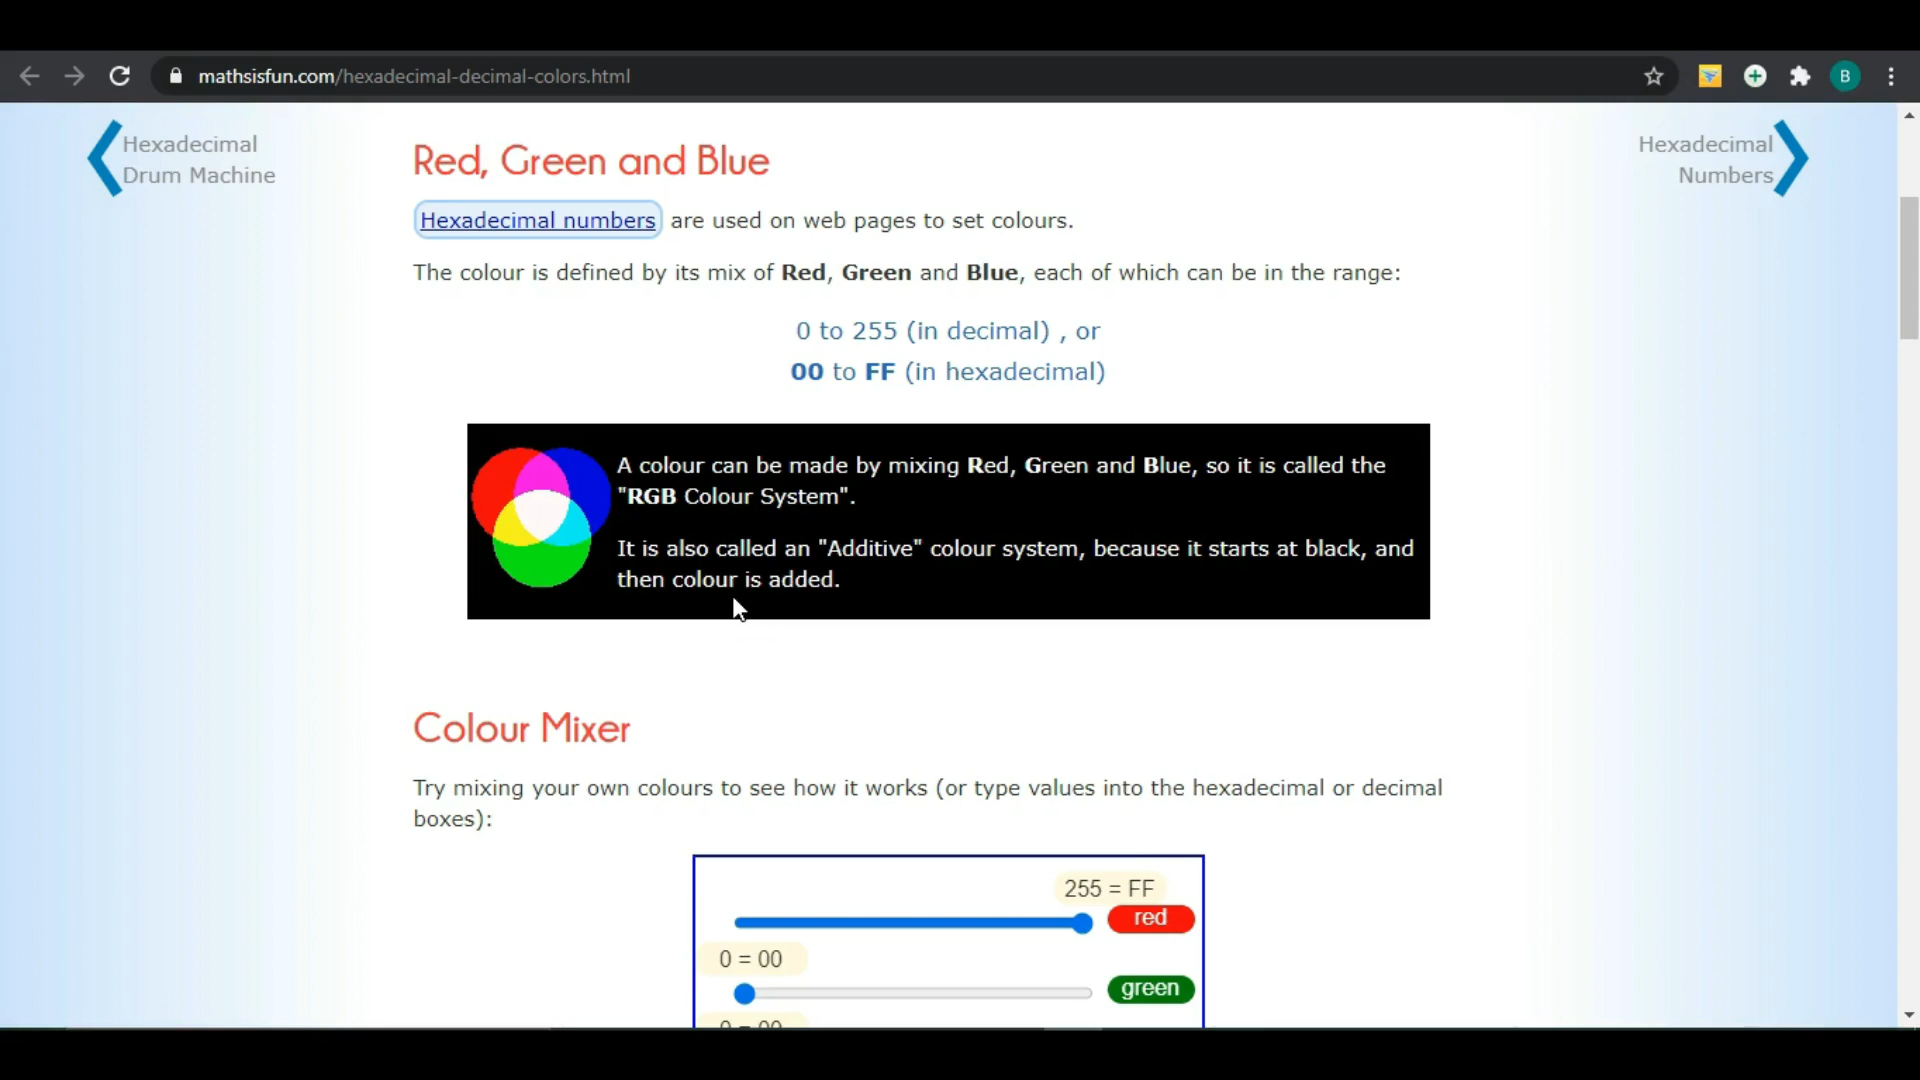 mathsisfun.com/hexadecimal-decimal-colors.html
B
Hexadecimal
Drum Machine
Hexadecimal
Numbers
Red, Green and Blue
Hexadecimal numbers are used on web pages to set colours.
The colour is defined by its mix of Red, Green and Blue, each of which can be in the range:
0 to 255 (in decimal) , or
00 to FF (in hexadecimal)
A colour can be made by mixing Red, Green and Blue, so it is called the
"RGB Colour System".
It is also called an "Additive" colour system, because it starts at black, and
then colour is added.
Colour Mixer
Try mixing your own colours to see how it works (or type values into the hexadecimal or decimal
boxes):
255 = FF
red
0 = 00
green
0 = 00